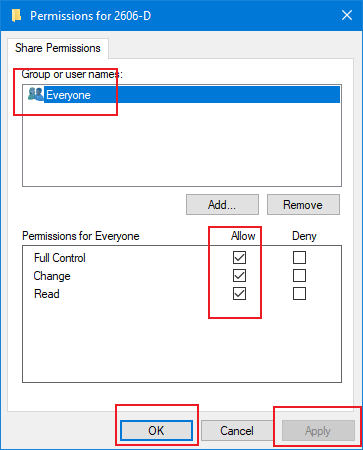 Permissions for 2606-D
Share Permissions
Group or user names:
Everyone
Add... Remove
Permissions for Everyone Allow Deny
Full Control
Change
Read
OK Cancel Apply